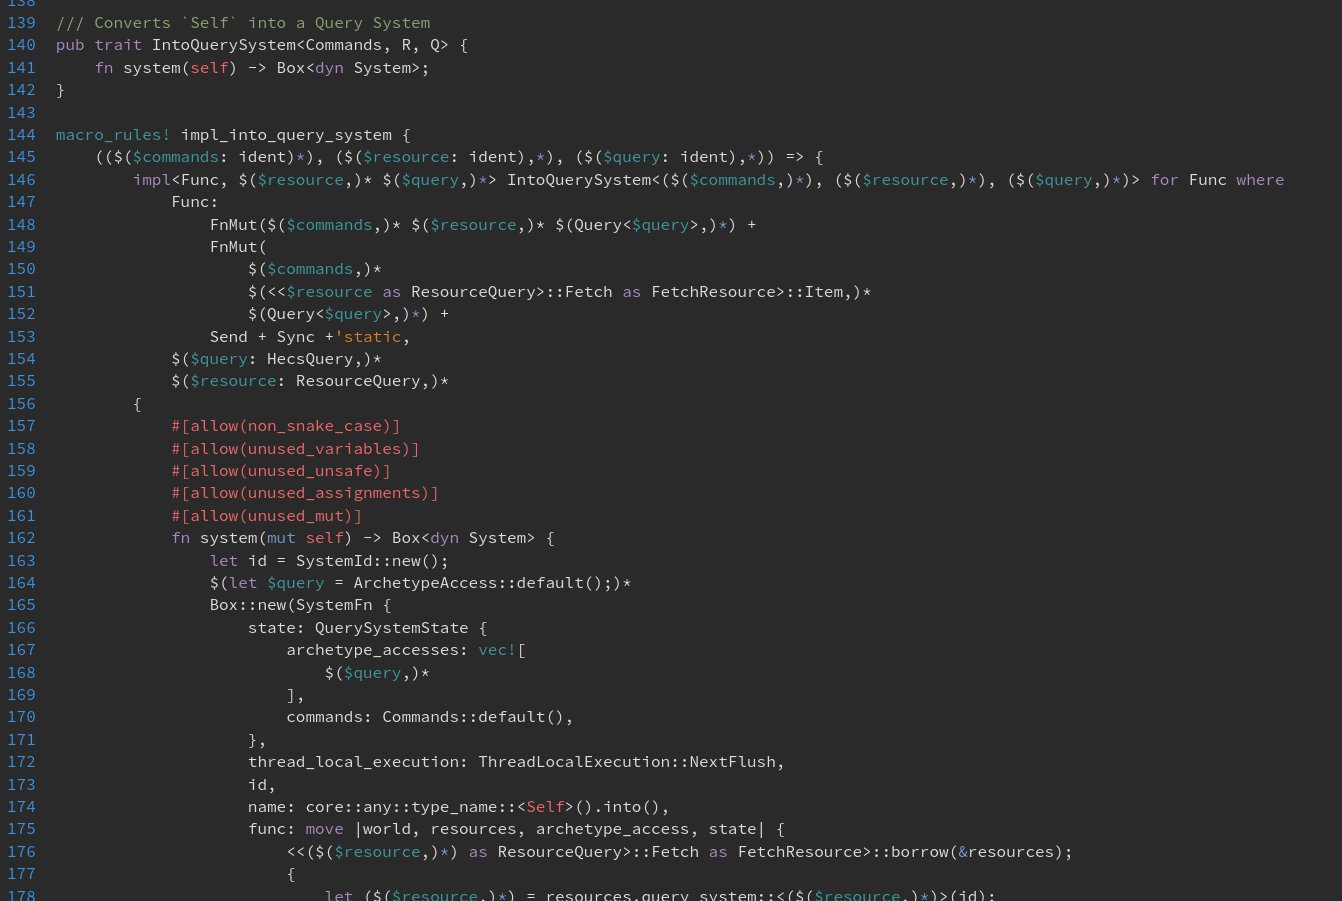 138
139 /// Converts `Self` into a Query System
140 pub trait IntoQuerySystem<Commands, R, Q> {
141     fn system(self) -> Box<dyn System>;
142 }
143
144 macro_rules! impl_into_query_system {
145     (($($commands: ident)*), ($($resource: ident),*), ($($query: ident),*)) => {
146         impl<Func, $($resource,)* $($query,)*> IntoQuerySystem<($($commands,)*), ($($resource,)*), ($($query,)*)> for Func where
147             Func:
148                 FnMut($($commands,)* $($resource,)* $(Query<$query>,)*) +
149                 FnMut(
150                     $($commands,)*
151                     $(<<$resource as ResourceQuery>::Fetch as FetchResource>::Item,)*
152                     $(Query<$query>,)*) +
153                 Send + Sync +'static,
154             $($query: HecsQuery,)*
155             $($resource: ResourceQuery,)*
156         {
157             #[allow(non_snake_case)]
158             #[allow(unused_variables)]
159             #[allow(unused_unsafe)]
160             #[allow(unused_assignments)]
161             #[allow(unused_mut)]
162             fn system(mut self) -> Box<dyn System> {
163                 let id = SystemId::new();
164                 $(let $query = ArchetypeAccess::default();)*
165                 Box::new(SystemFn {
166                     state: QuerySystemState {
167                         archetype_accesses: vec![
168                             $($query,)*
169                         ],
170                         commands: Commands::default(),
171                     },
172                     thread_local_execution: ThreadLocalExecution::NextFlush,
173                     id,
174                     name: core::any::type_name::<Self>().into(),
175                     func: move |world, resources, archetype_access, state| {
176                         <<($($resource,)*) as ResourceQuery>::Fetch as FetchResource>::borrow(&resources);
177                         {
178                             let ($($resource,)*) = resources.query_system::<($($resource,)*)>(id);